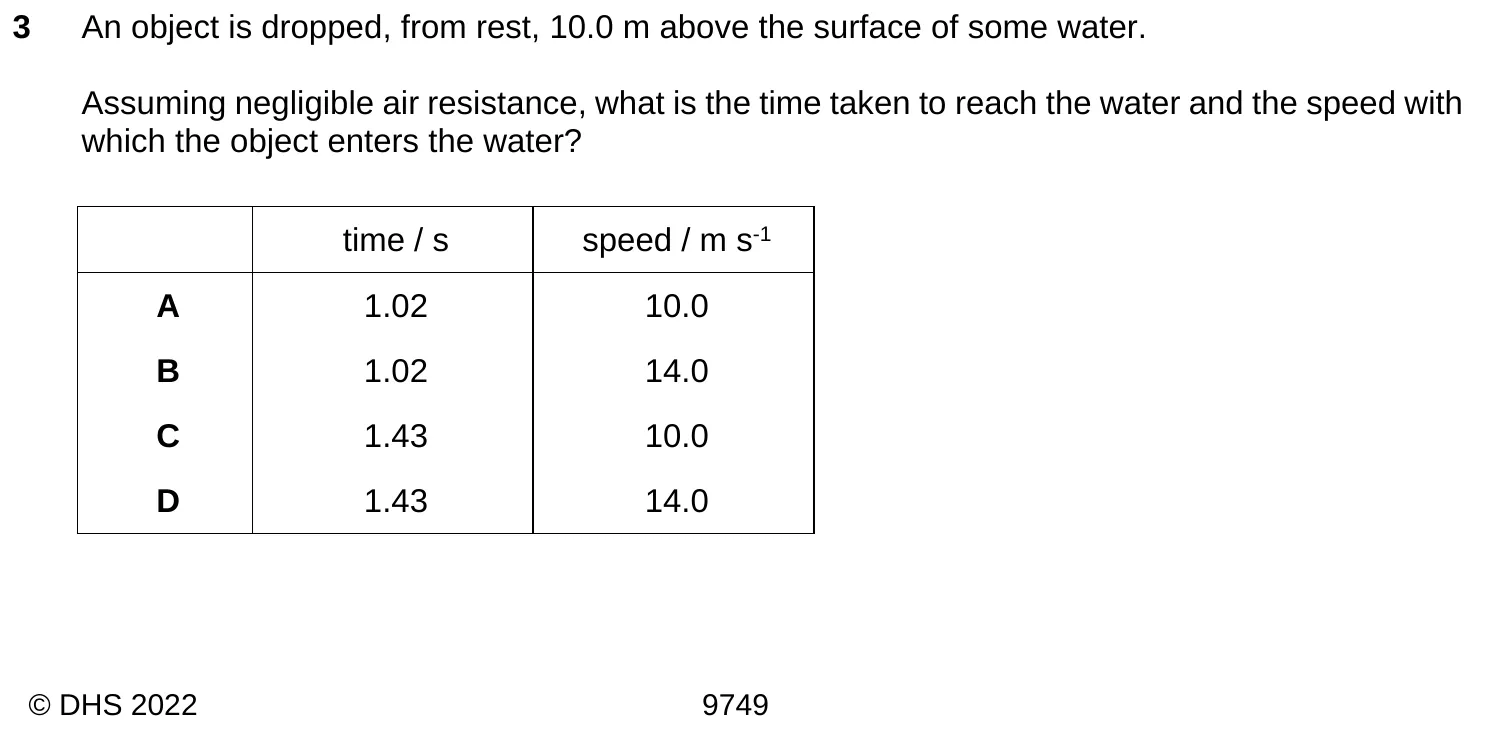 3 An object is dropped, from rest, 10.0 m above the surface of some water.
Assuming negligible air resistance, what is the time taken to reach the water and the speed with
which the object enters the water?
time / s speed / m s⁻¹
A 1.02 10.0
B 1.02 14.0
C 1.43 10.0
D 1.43 14.0
© DHS 2022 9749